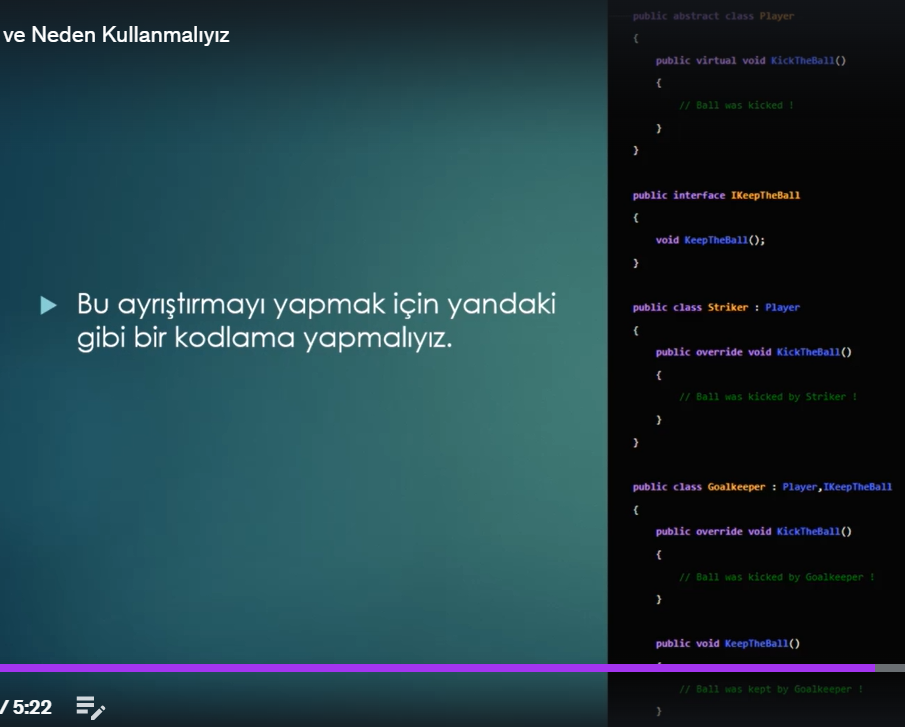 ve Neden Kullanmalıyız
Bu ayrıştırmayı yapmak için yandaki
gibi bir kodlama yapmalıyız.
public abstract class Player
{
public virtual void KickTheBall()
{
// Ball was kicked !
}
}
public interface IKeepTheBall
{
void KeepTheBall();
}
public class Striker : Player
{
public override void KickTheBall()
{
// Ball was kicked by Striker !
}
}
public class Goalkeeper : Player,IKeepTheBall
{
public override void KickTheBall()
{
// Ball was kicked by Goalkeeper !
}
public void KeepTheBall()
// Ball was kept by Goalkeeper !
}
/ 5:22